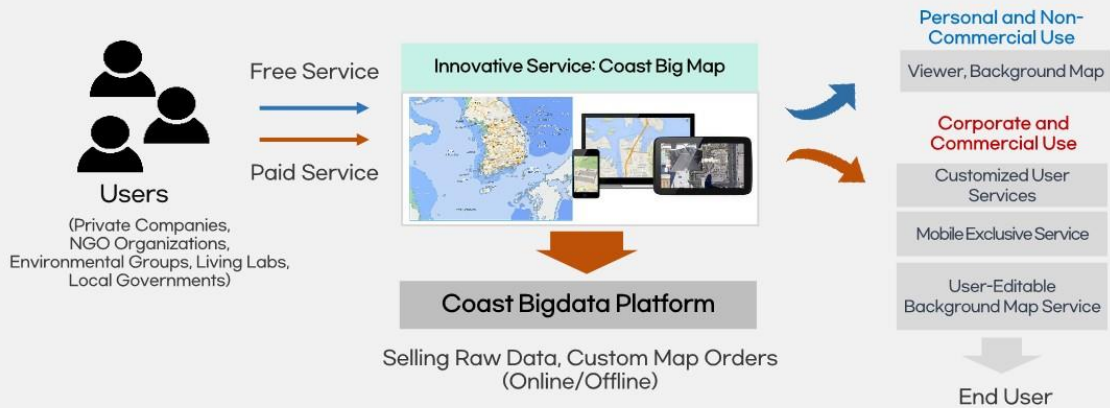 Free Service
Paid Service
Users
(Private Companies,
NGO Organizations,
Environmental Groups, Living Labs,
Local Governments)
Innovative Service: Coast Big Map
Coast Bigdata Platform
Selling Raw Data, Custom Map Orders
(Online/Offline)
Personal and Non-
Commercial Use
Viewer, Background Map
Corporate and
Commercial Use
Customized User
Services
Mobile Exclusive Service
User-Editable
Background Map Service
End User